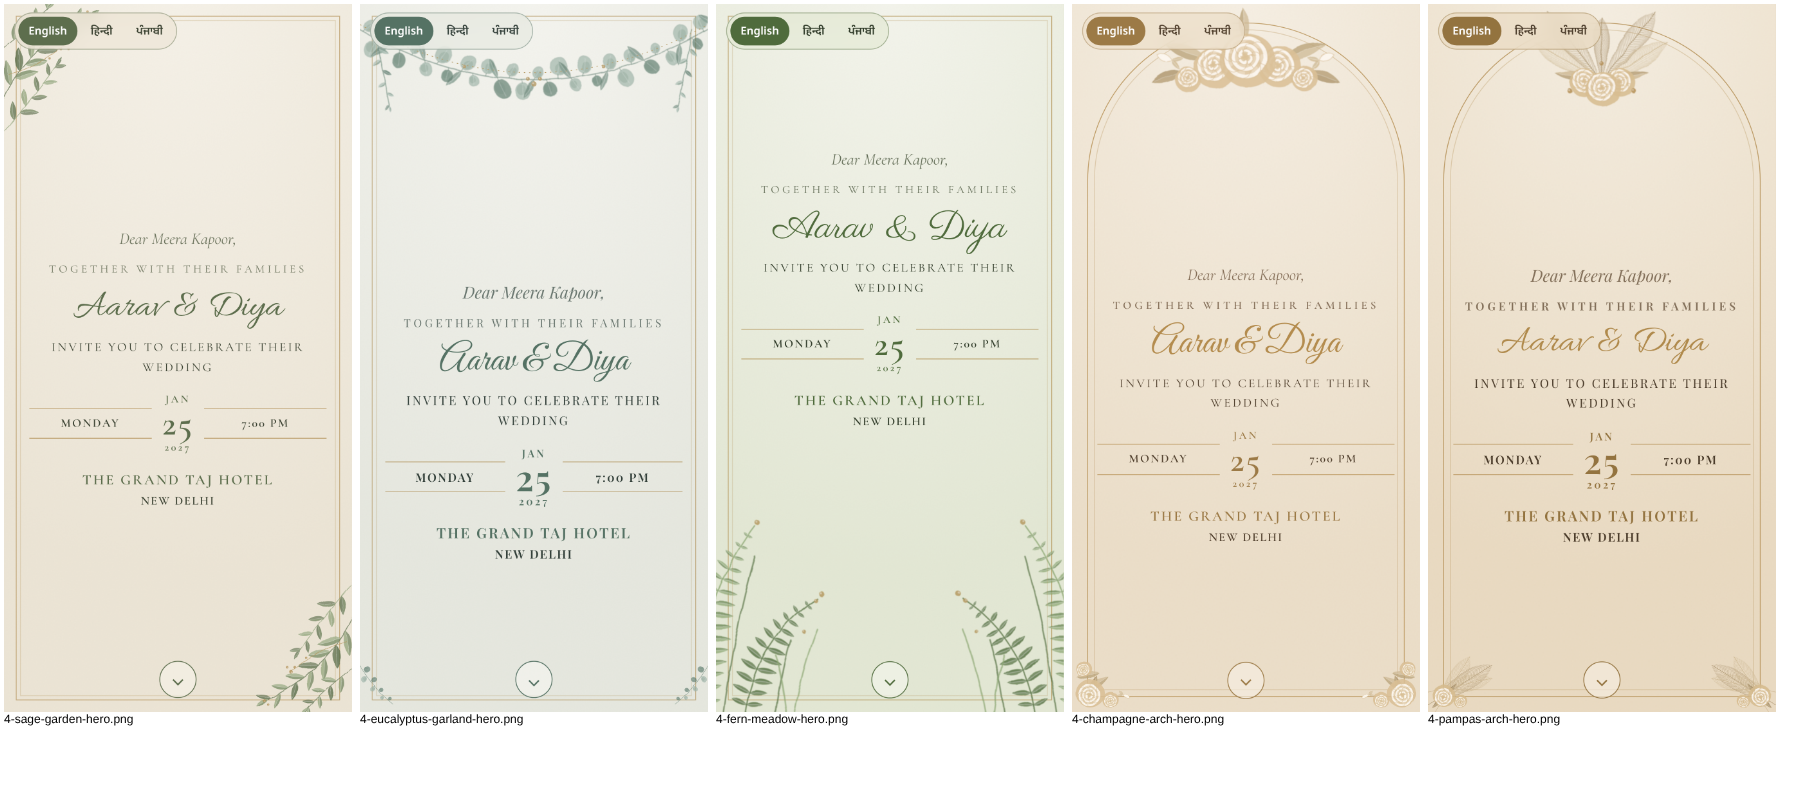 English हिन्दी ਪੰਜਾਬੀ
Dear Meera Kapoor,
TOGETHER WITH THEIR FAMILIES
Aarav & Diya
INVITE YOU TO CELEBRATE THEIR
WEDDING
JAN
MONDAY 25 7:00 PM
2027
THE GRAND TAJ HOTEL
NEW DELHI
4-sage-garden-hero.png
English हिन्दी ਪੰਜਾਬੀ
Dear Meera Kapoor,
TOGETHER WITH THEIR FAMILIES
Aarav & Diya
INVITE YOU TO CELEBRATE THEIR
WEDDING
JAN
MONDAY 25 7:00 PM
2027
THE GRAND TAJ HOTEL
NEW DELHI
4-eucalyptus-garland-hero.png
English हिन्दी ਪੰਜਾਬੀ
Dear Meera Kapoor,
TOGETHER WITH THEIR FAMILIES
Aarav & Diya
INVITE YOU TO CELEBRATE THEIR
WEDDING
JAN
MONDAY 25 7:00 PM
2027
THE GRAND TAJ HOTEL
NEW DELHI
4-fern-meadow-hero.png
English हिन्दी ਪੰਜਾਬੀ
Dear Meera Kapoor,
TOGETHER WITH THEIR FAMILIES
Aarav & Diya
INVITE YOU TO CELEBRATE THEIR
WEDDING
JAN
MONDAY 25 7:00 PM
2027
THE GRAND TAJ HOTEL
NEW DELHI
4-champagne-arch-hero.png
English हिन्दी ਪੰਜਾਬੀ
Dear Meera Kapoor,
TOGETHER WITH THEIR FAMILIES
Aarav & Diya
INVITE YOU TO CELEBRATE THEIR
WEDDING
JAN
MONDAY 25 7:00 PM
2027
THE GRAND TAJ HOTEL
NEW DELHI
4-pampas-arch-hero.png